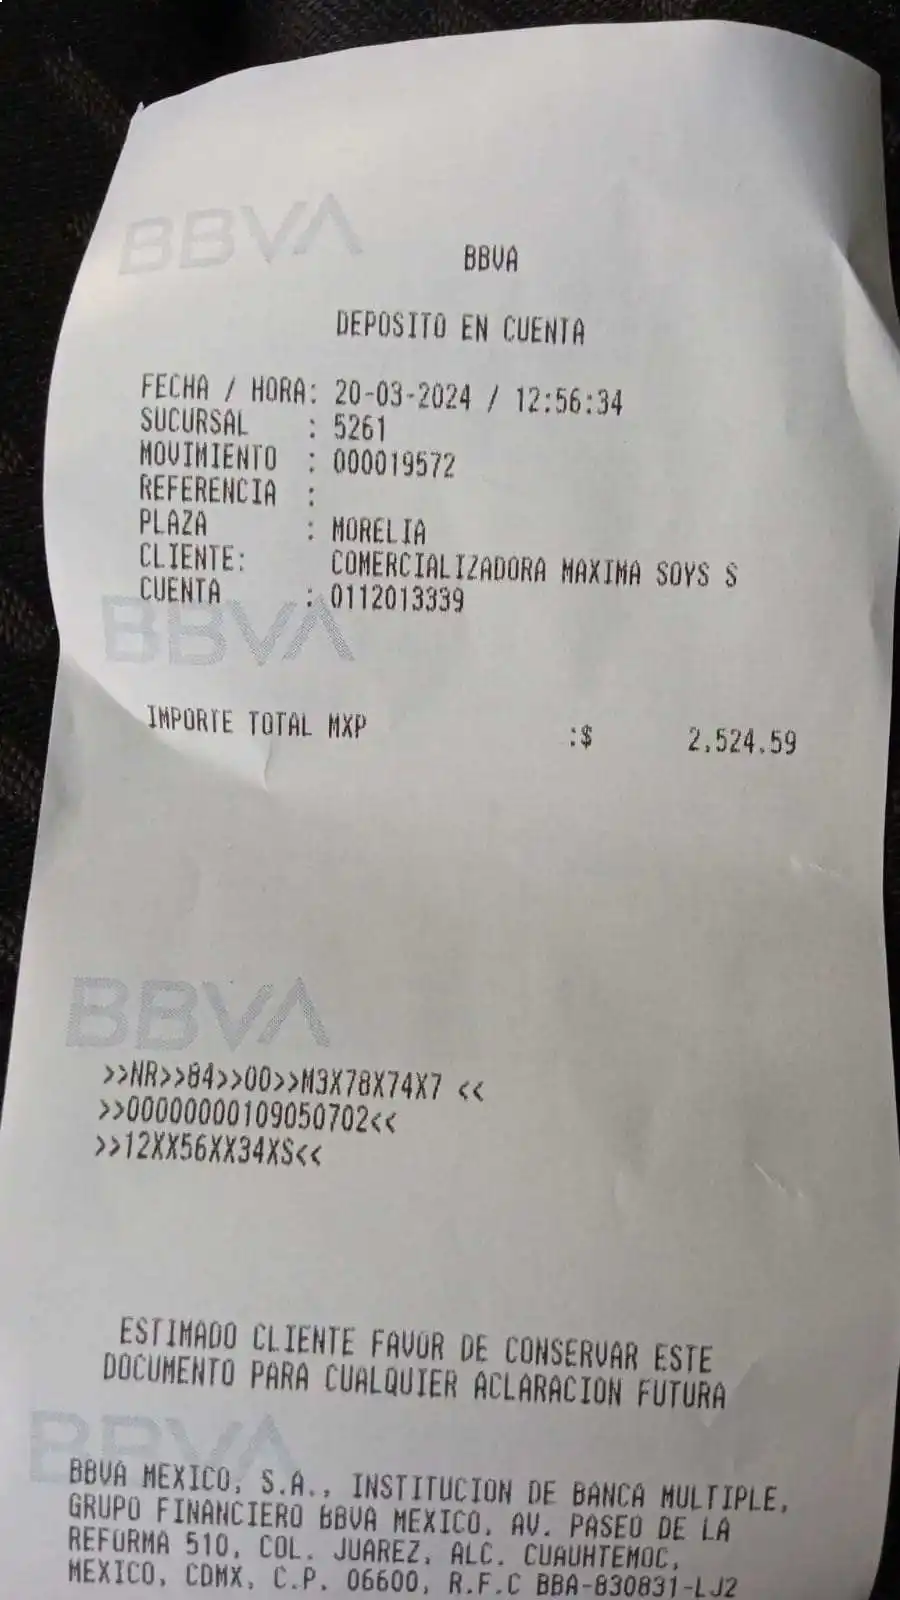 BBVA
BBVA
DEPOSITO EN CUENTA
FECHA / HORA: 20-03-2024 / 12:56:34
SUCURSAL : 5261
MOVIMIENTO : 000019572
REFERENCIA :
PLAZA : MORELIA
CLIENTE: COMERCIALIZADORA MAXIMA SOYS S
CUENTA : 0112013339
BBVA
IMPORTE TOTAL MXP :$ 2,524.59
BBVA
>>NR>>84>>00>>M3X78X74X7 <<
>>00000000109050702<<
>>12XX56XX34XS<<
ESTIMADO CLIENTE FAVOR DE CONSERVAR ESTE
DOCUMENTO PARA CUALQUIER ACLARACION FUTURA
BBVA
BBVA MEXICO, S.A., INSTITUCION DE BANCA MULTIPLE,
GRUPO FINANCIERO BBVA MEXICO. AV. PASEO DE LA
REFORMA 510, COL. JUAREZ, ALC. CUAUHTEMOC,
MEXICO, CDMX, C.P. 06600, R.F.C BBA-830831-LJ2